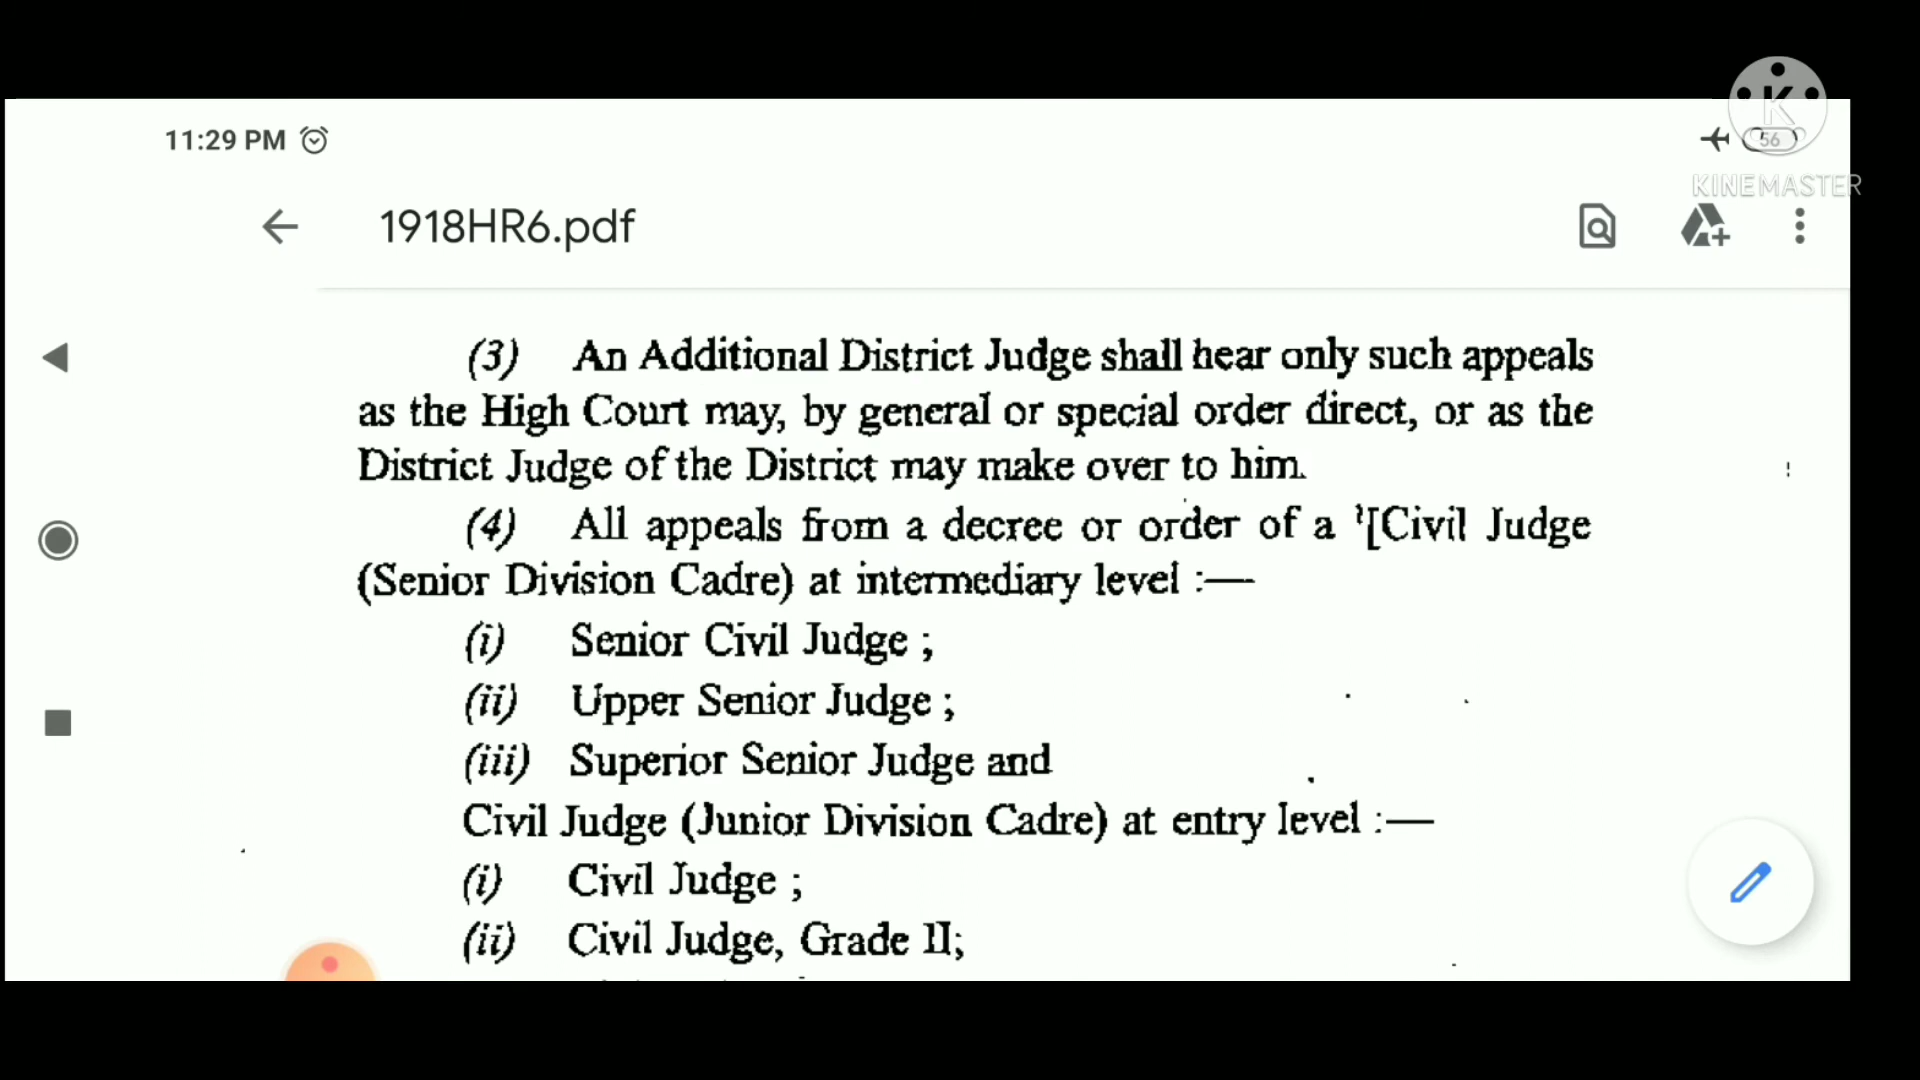 11:29 PM
56
K
KINEMASTER
1918HR6.pdf
(3) An Additional District Judge shall hear only such appeals
as the High Court may, by general or special order direct, or as the
District Judge of the District may make over to him.
(4) All appeals from a decree or order of a ¹[Civil Judge
(Senior Division Cadre) at intermediary level :—
(i) Senior Civil Judge ;
(ii) Upper Senior Judge ;
(iii) Superior Senior Judge and
Civil Judge (Junior Division Cadre) at entry level :—
(i) Civil Judge ;
(ii) Civil Judge, Grade II;